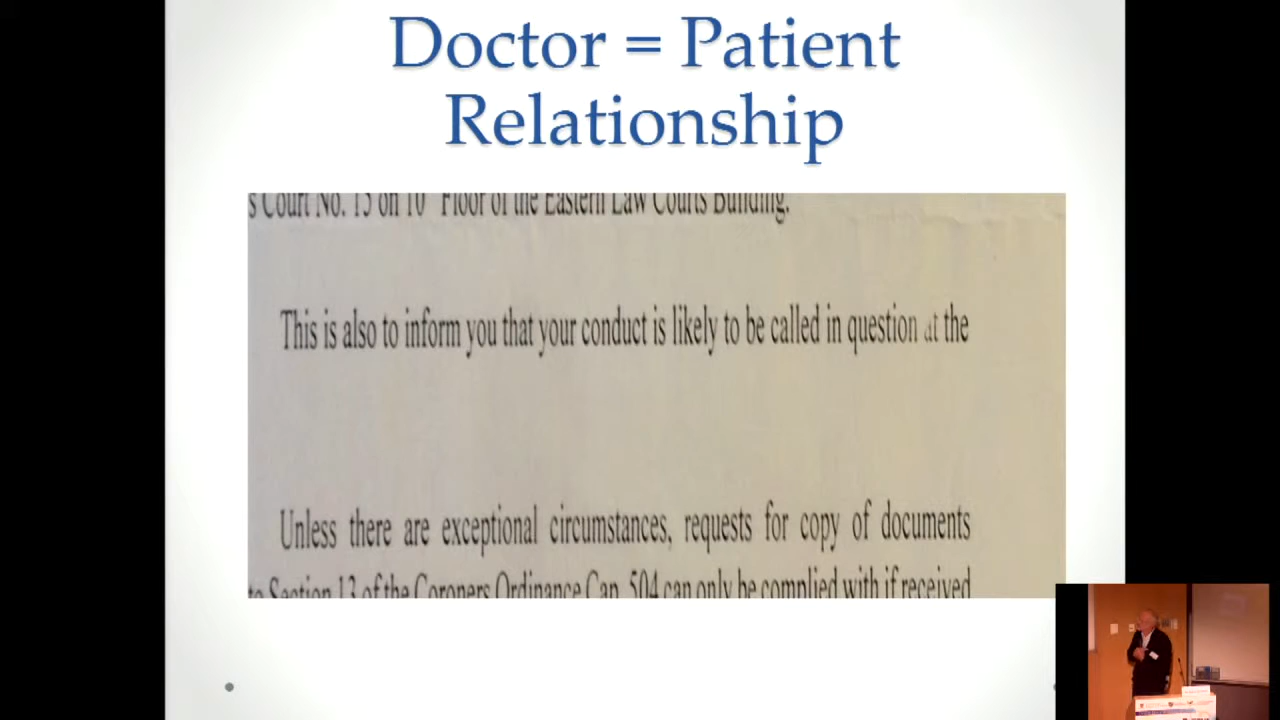 Doctor = Patient
Relationship
s Court No. 15 on 10 Floor of the Eastern Law Courts Building.
This is also to inform you that your conduct is likely to be called in question at the
Unless there are exceptional circumstances, requests for copy of documents
to Section 13 of the Coroners Ordinance Cap. 504 can only be complied with if received